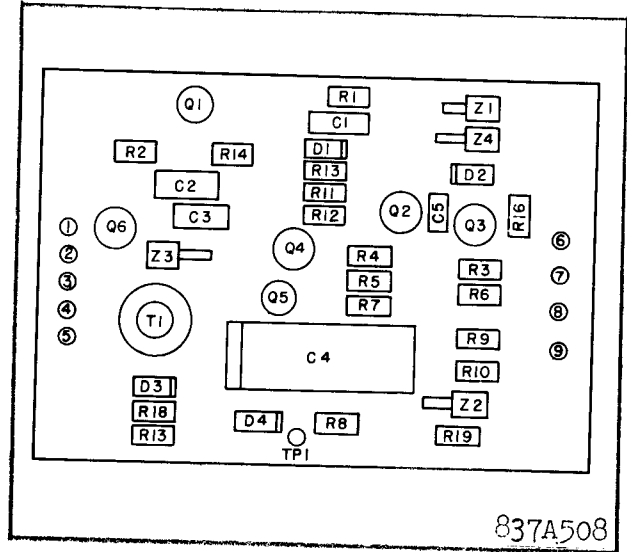 R1
Q1
Z1
C1
Z4
R2
R14
D1
R13
D2
R11
C2
R12
Q2
C5
Q3
R16
C3
①
Q6
⑥
②
Z3
Q4
R4
R3
③
R5
⑦
Q5
R6
④
T1
R7
⑧
⑤
R9
⑨
C4
R10
D3
Z2
R18
D4
R8
R13
R19
TP1
837A508